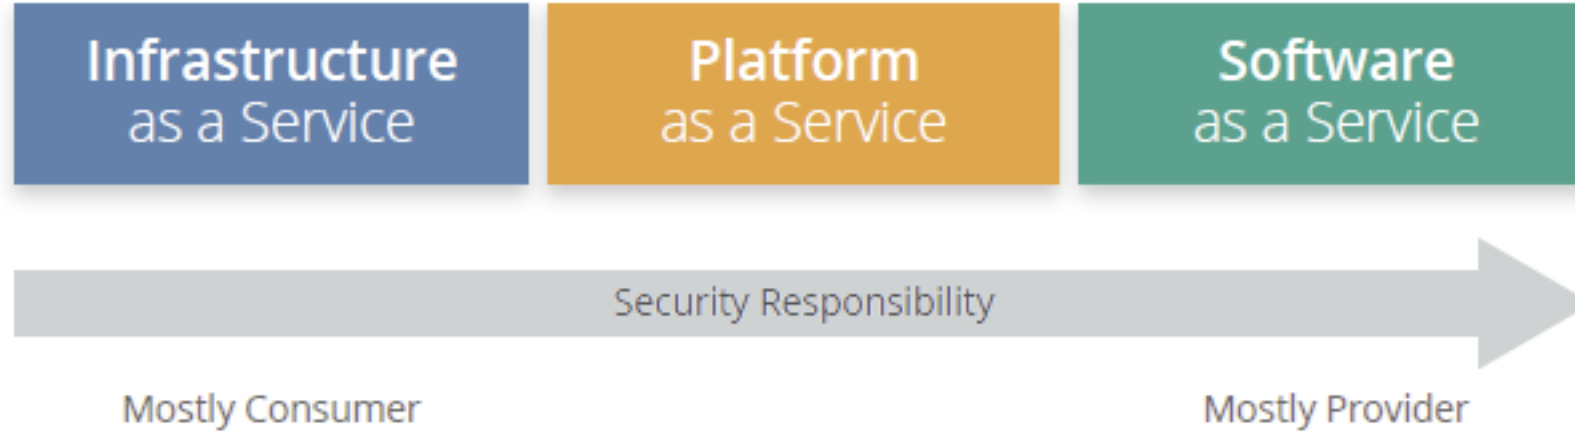 Infrastructure
as a Service
Platform
as a Service
Software
as a Service
Security Responsibility
Mostly Consumer
Mostly Provider